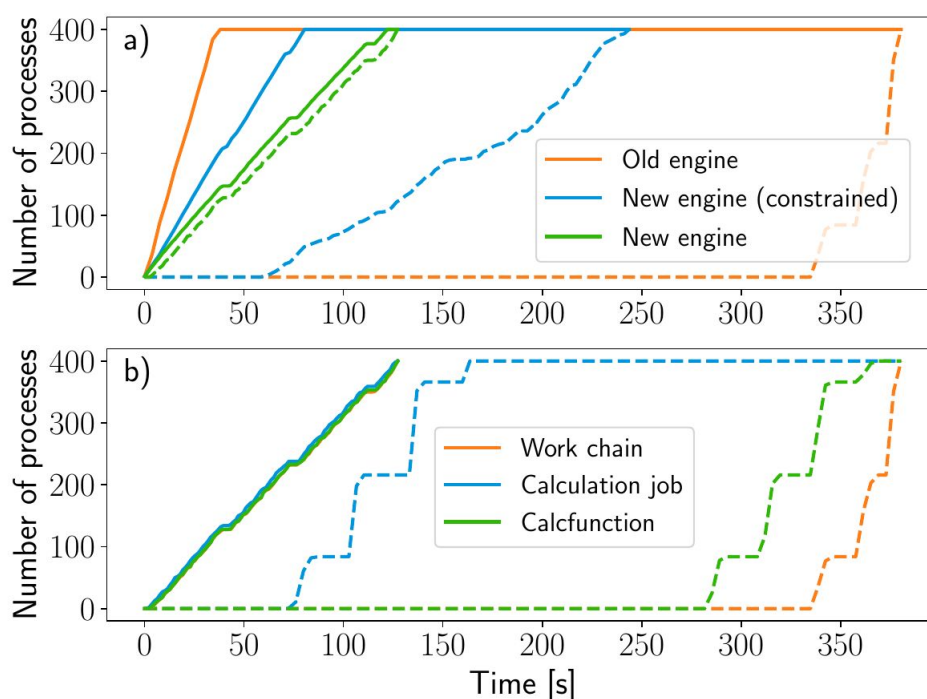 a)
Number of processes
400
300
200
100
0
Old engine
New engine (constrained)
New engine
0 50 100 150 200 250 300 350
b)
Number of processes
400
300
200
100
0
Work chain
Calculation job
Calcfunction
0 50 100 150 200 250 300 350
Time [s]